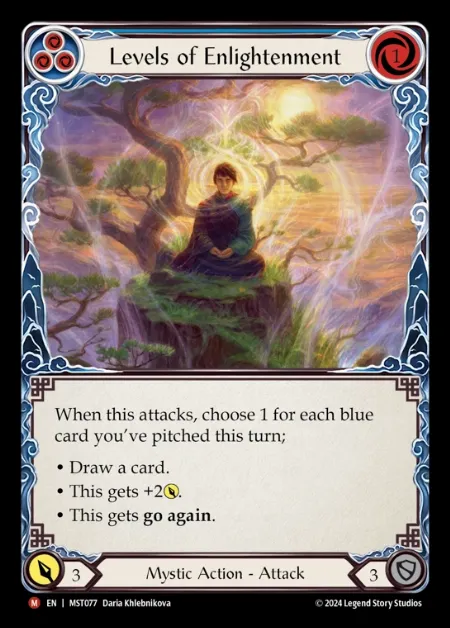 Levels of Enlightenment
1
When this attacks, choose 1 for each blue
card you've pitched this turn;
• Draw a card.
• This gets +2.
• This gets go again.
3
Mystic Action - Attack
3
M EN | MST077 Daria Khlebnikova
© 2024 Legend Story Studios